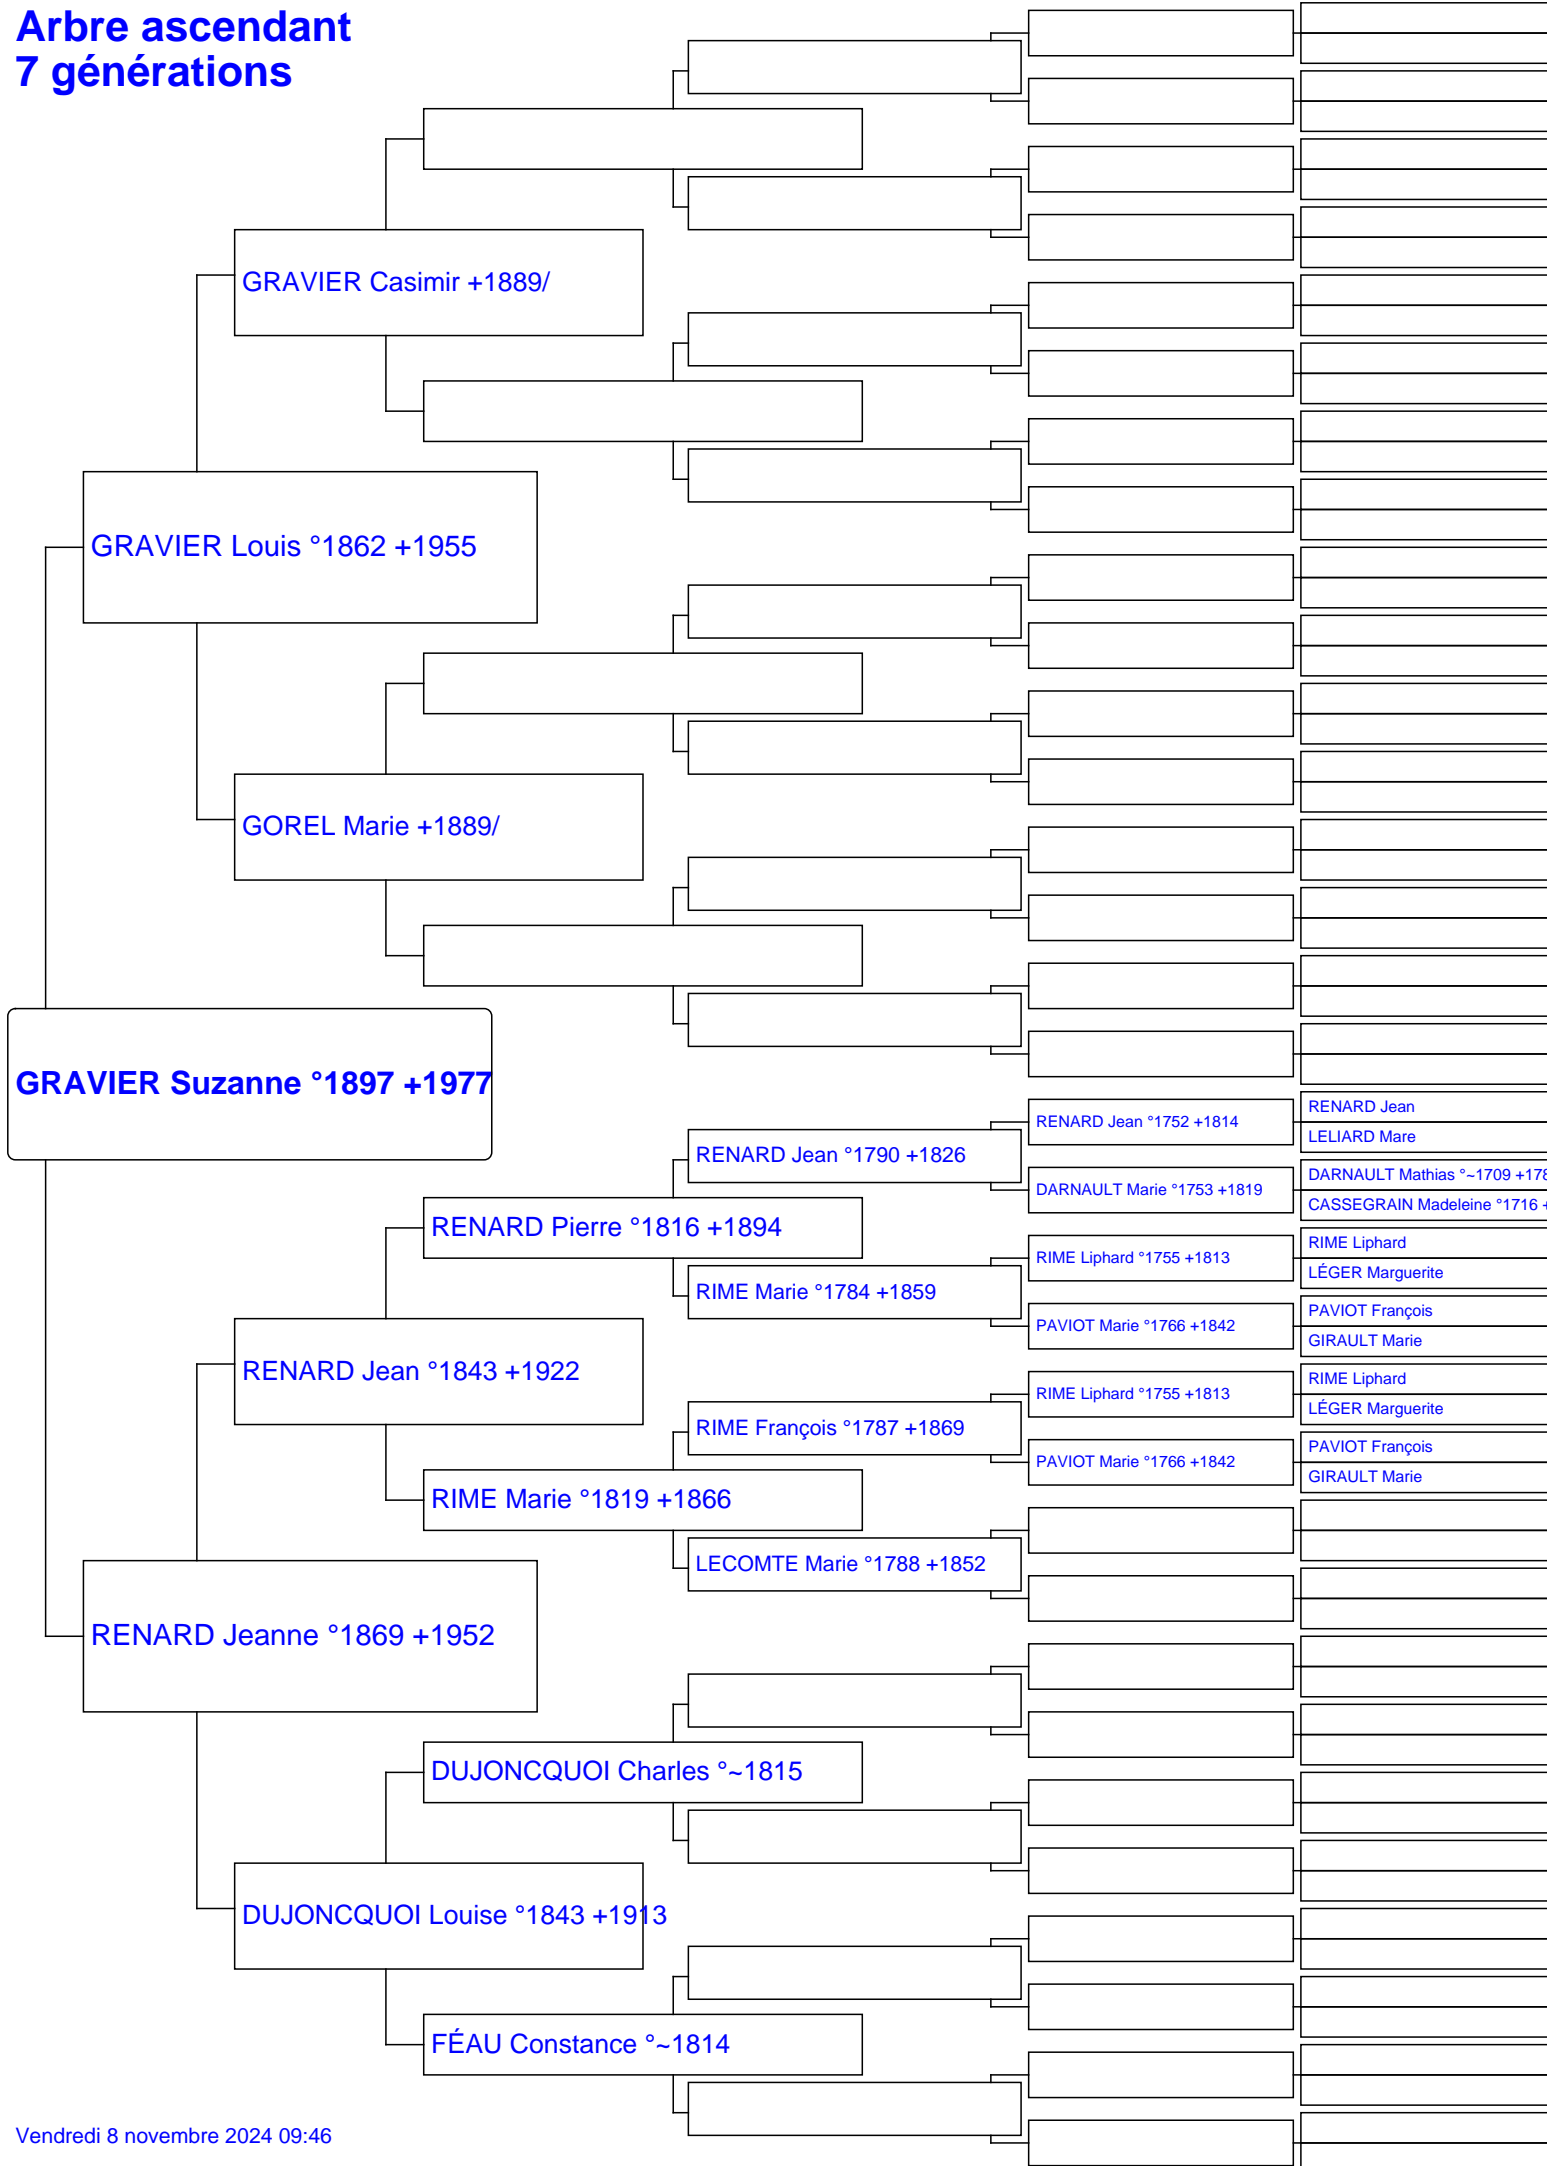 Arbre ascendant
7 générations
GRAVIER Casimir +1889/
GRAVIER Louis °1862 +1955
GOREL Marie +1889/
GRAVIER Suzanne °1897 +1977
RENARD Jean °1752 +1814
RENARD Jean
LELIARD Mare
RENARD Jean °1790 +1826
DARNAULT Marie °1753 +1819
DARNAULT Mathias °~1709 +178
CASSEGRAIN Madeleine °1716 +
RENARD Pierre °1816 +1894
RIME Liphard °1755 +1813
RIME Liphard
LÉGER Marguerite
RIME Marie °1784 +1859
PAVIOT Marie °1766 +1842
PAVIOT François
GIRAULT Marie
RENARD Jean °1843 +1922
RIME Liphard °1755 +1813
RIME Liphard
LÉGER Marguerite
RIME François °1787 +1869
PAVIOT Marie °1766 +1842
PAVIOT François
GIRAULT Marie
RIME Marie °1819 +1866
LECOMTE Marie °1788 +1852
RENARD Jeanne °1869 +1952
DUJONCQUOI Charles °~1815
DUJONCQUOI Louise °1843 +1913
FÉAU Constance °~1814
Vendredi 8 novembre 2024 09:46